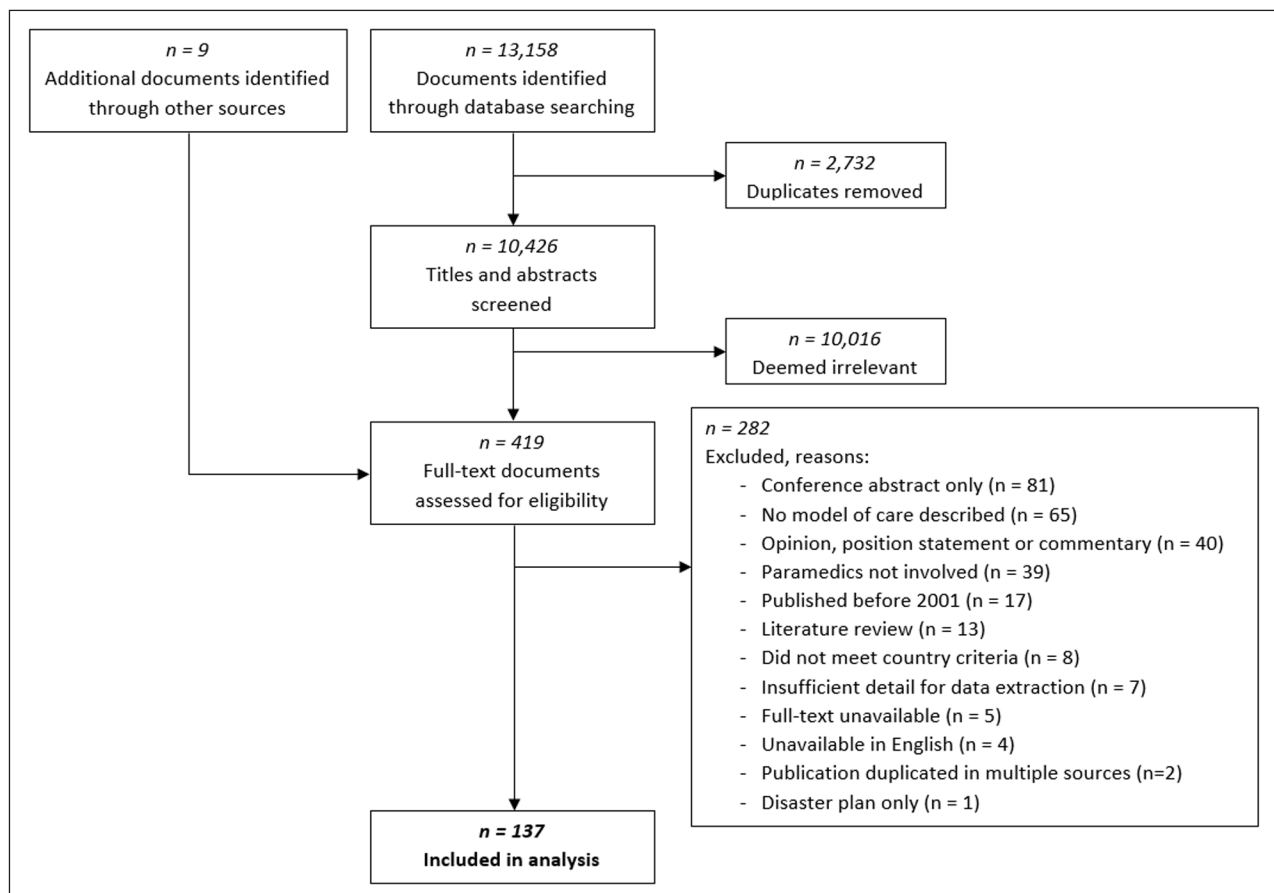 n = 9
Additional documents identified
through other sources
n = 13,158
Documents identified
through database searching
n = 2,732
Duplicates removed
n = 10,426
Titles and abstracts
screened
n = 10,016
Deemed irrelevant
n = 419
Full-text documents
assessed for eligibility
n = 282
Excluded, reasons:
- Conference abstract only (n = 81)
- No model of care described (n = 65)
- Opinion, position statement or commentary (n = 40)
- Paramedics not involved (n = 39)
- Published before 2001 (n = 17)
- Literature review (n = 13)
- Did not meet country criteria (n = 8)
- Insufficient detail for data extraction (n = 7)
- Full-text unavailable (n = 5)
- Unavailable in English (n = 4)
- Publication duplicated in multiple sources (n=2)
- Disaster plan only (n = 1)
n = 137
Included in analysis